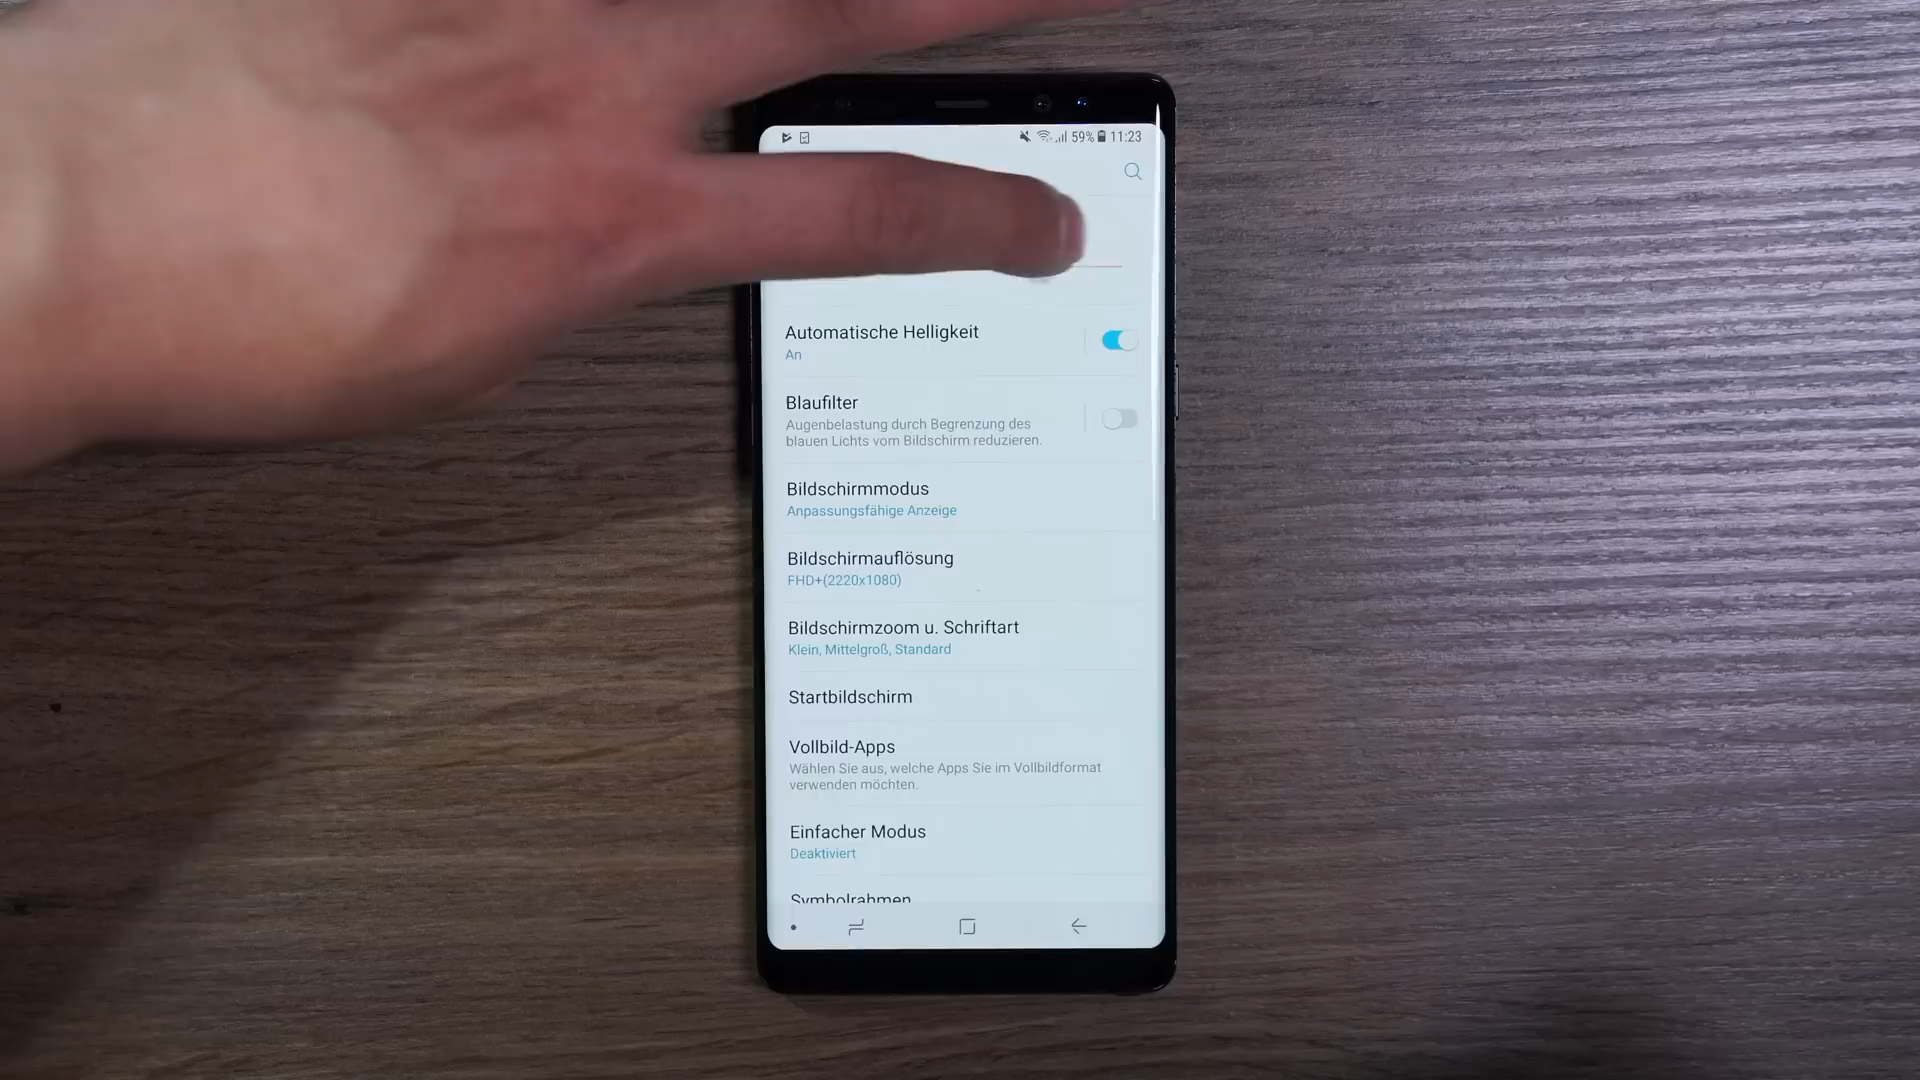 59% 11:23
Automatische Helligkeit
An
Blaufilter
Augenbelastung durch Begrenzung des
blauen Lichts vom Bildschirm reduzieren.
Bildschirmmodus
Anpassungsfähige Anzeige
Bildschirmauflösung
FHD+(2220x1080)
Bildschirmzoom u. Schriftart
Klein, Mittelgroß, Standard
Startbildschirm
Vollbild-Apps
Wählen Sie aus, welche Apps Sie im Vollbildformat
verwenden möchten.
Einfacher Modus
Deaktiviert
Symbolrahmen